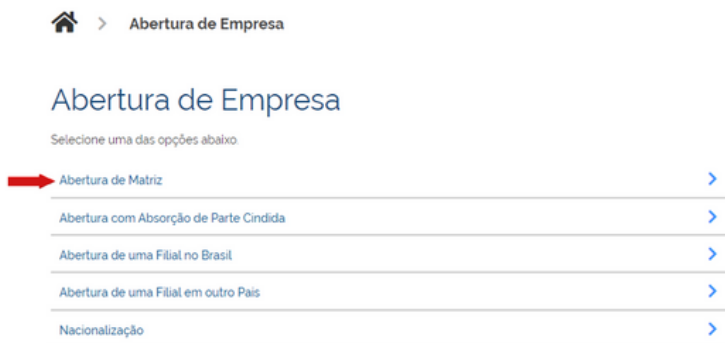 > Abertura de Empresa
Abertura de Empresa
Selecione uma das opções abaixo
Abertura de Matriz
Abertura com Absorção de Parte Cindida
Abertura de uma Filial no Brasil
Abertura de uma Filial em outro País
Nacionalização